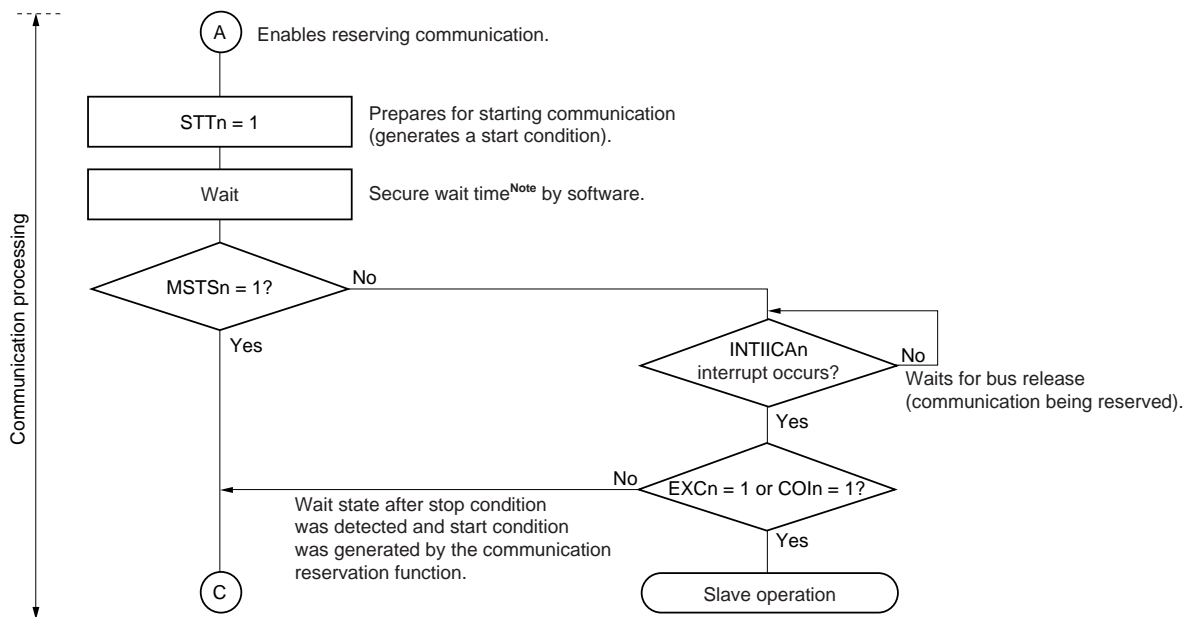 A
Enables reserving communication.
STTn = 1
Prepares for starting communication
(generates a start condition).
Wait
Secure wait timeNote by software.
MSTSn = 1?
No
Yes
INTIICAn
interrupt occurs?
No
Waits for bus release
(communication being reserved).
Yes
EXCn = 1 or COIn = 1?
No
Wait state after stop condition
was detected and start condition
was generated by the communication
reservation function.
Yes
C
Slave operation
Communication processing